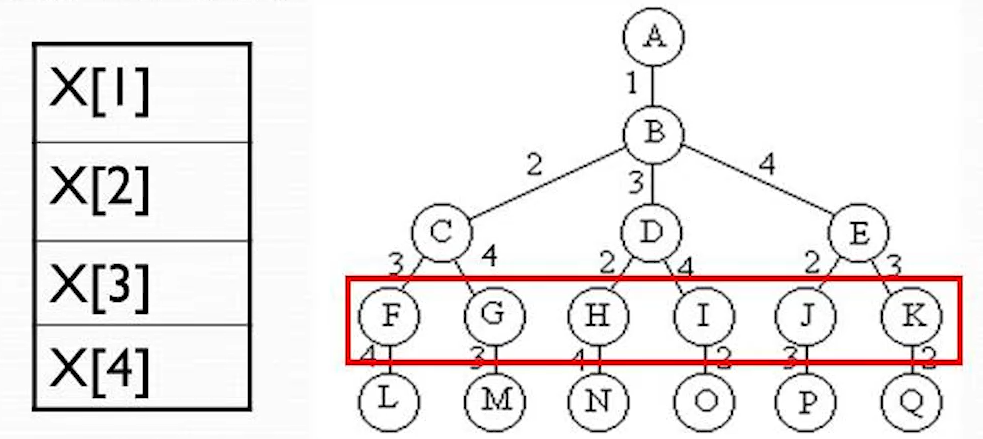 X[1]
X[2]
X[3]
X[4]
A
1
B
2 3 4
C D E
3 4 2 4 2 3
F G H I J K
4 3 4 2 3 2
L M N O P Q